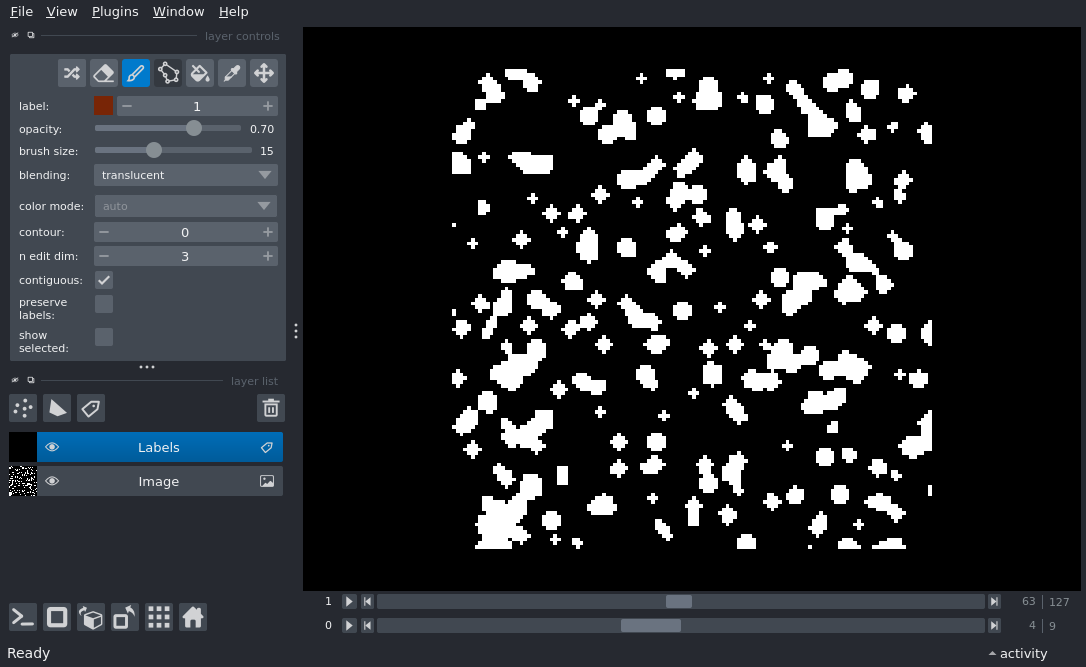 File View Plugins Window Help
layer controls
label: 1
opacity: 0.70
brush size: 15
blending: translucent
color mode: auto
contour: 0
n edit dim: 3
contiguous:
preserve
labels:
show
selected:
layer list
Labels
Image
1 63 127
0 4 9
Ready activity